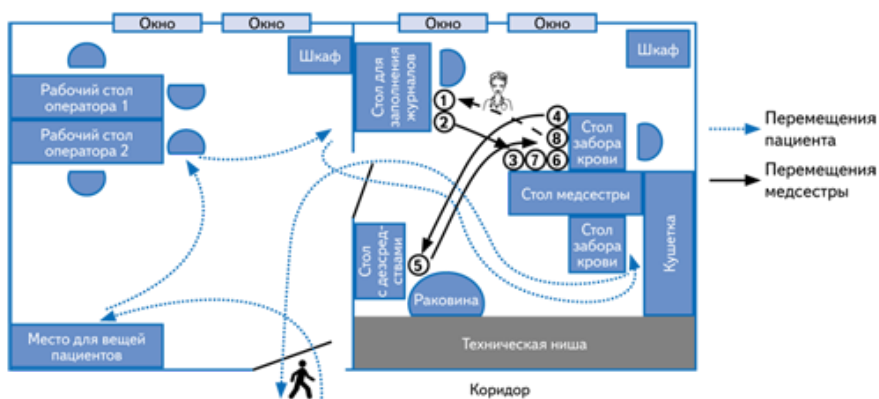 Окно
Окно
Окно
Окно
Шкаф
Шкаф
Рабочий стол
оператора 1
Рабочий стол
оператора 2
Стол для
заполнения
журналов
1
2
4
8
3
7
6
Стол
забора
крови
Стол медсестры
Стол
забора
крови
Кушетка
Стол
с дезсред-
ствами
5
Раковина
Место для вещей
пациентов
Техническая ниша
Коридор
Перемещения
пациента
Перемещения
медсестры